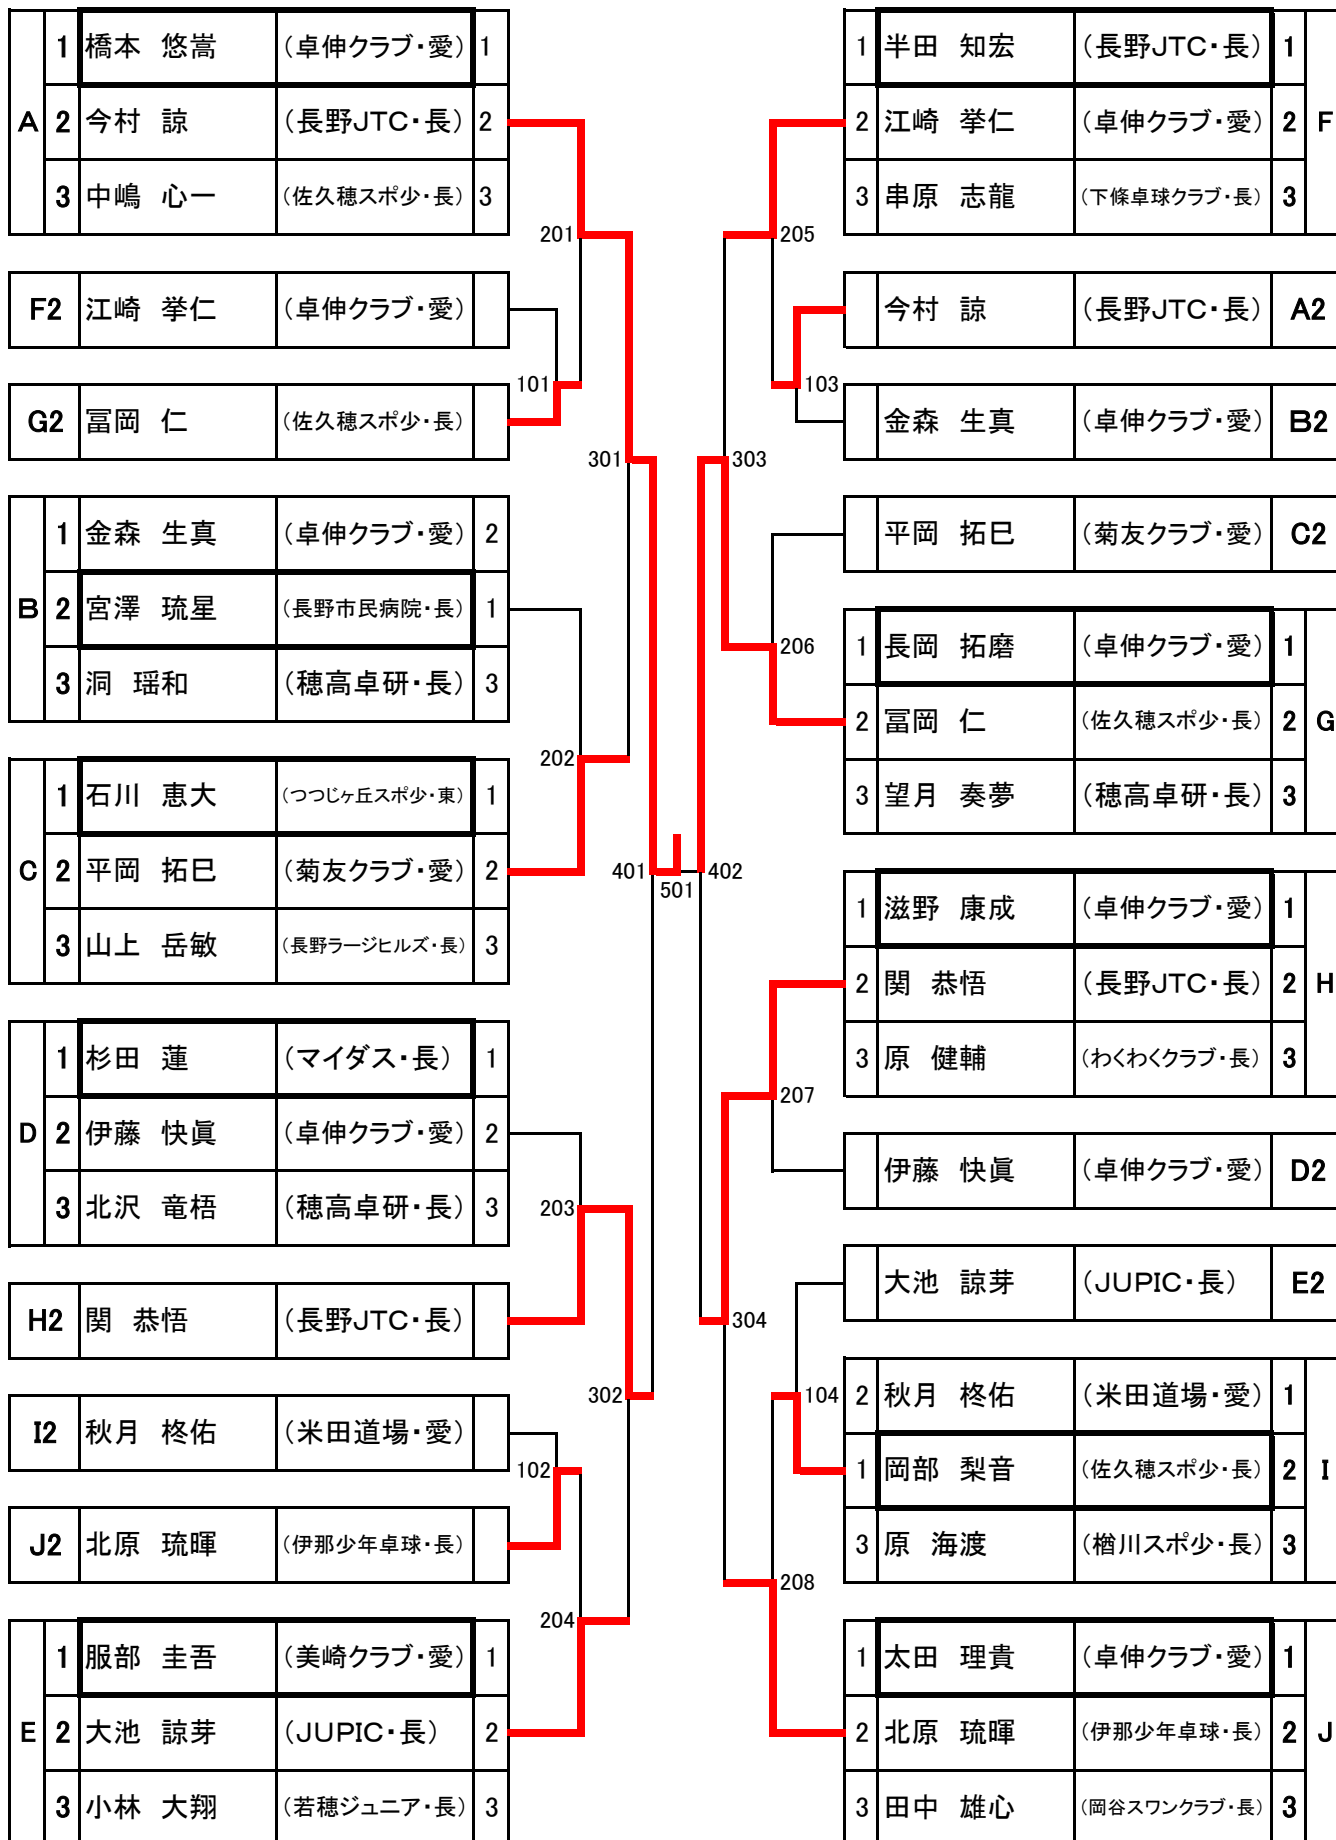 A
1 橋本 悠嵩 (卓伸クラブ・愛) 1
2 今村 諒 (長野JTC・長) 2
3 中嶋 心一 (佐久穂スポ少・長) 3
201
F2 江崎 挙仁 (卓伸クラブ・愛)
101
G2 冨岡 仁 (佐久穂スポ少・長)
301
B
1 金森 生真 (卓伸クラブ・愛) 2
2 宮澤 琉星 (長野市民病院・長) 1
3 洞 瑶和 (穂高卓研・長) 3
202
C
1 石川 恵大 (つつじヶ丘スポ少・東) 1
2 平岡 拓巳 (菊友クラブ・愛) 2
3 山上 岳敏 (長野ラージヒルズ・長) 3
401
501
402
D
1 杉田 蓮 (マイダス・長) 1
2 伊藤 快眞 (卓伸クラブ・愛) 2
3 北沢 竜梧 (穂高卓研・長) 3
203
H2 関 恭悟 (長野JTC・長)
302
I2 秋月 柊佑 (米田道場・愛)
102
J2 北原 琉暉 (伊那少年卓球・長)
204
E
1 服部 圭吾 (美崎クラブ・愛) 1
2 大池 諒芽 (JUPIC・長) 2
3 小林 大翔 (若穂ジュニア・長) 3
1 半田 知宏 (長野JTC・長) 1
2 江崎 挙仁 (卓伸クラブ・愛) 2
3 串原 志龍 (下條卓球クラブ・長) 3
F
205
今村 諒 (長野JTC・長) A2
103
金森 生真 (卓伸クラブ・愛) B2
303
平岡 拓巳 (菊友クラブ・愛) C2
206
1 長岡 拓磨 (卓伸クラブ・愛) 1
2 冨岡 仁 (佐久穂スポ少・長) 2
3 望月 奏夢 (穂高卓研・長) 3
G
1 滋野 康成 (卓伸クラブ・愛) 1
2 関 恭悟 (長野JTC・長) 2
3 原 健輔 (わくわくクラブ・長) 3
H
207
伊藤 快眞 (卓伸クラブ・愛) D2
大池 諒芽 (JUPIC・長) E2
304
104
2 秋月 柊佑 (米田道場・愛) 1
1 岡部 梨音 (佐久穂スポ少・長) 2
3 原 海渡 (楢川スポ少・長) 3
I
208
1 太田 理貴 (卓伸クラブ・愛) 1
2 北原 琉暉 (伊那少年卓球・長) 2
3 田中 雄心 (岡谷スワンクラブ・長) 3
J